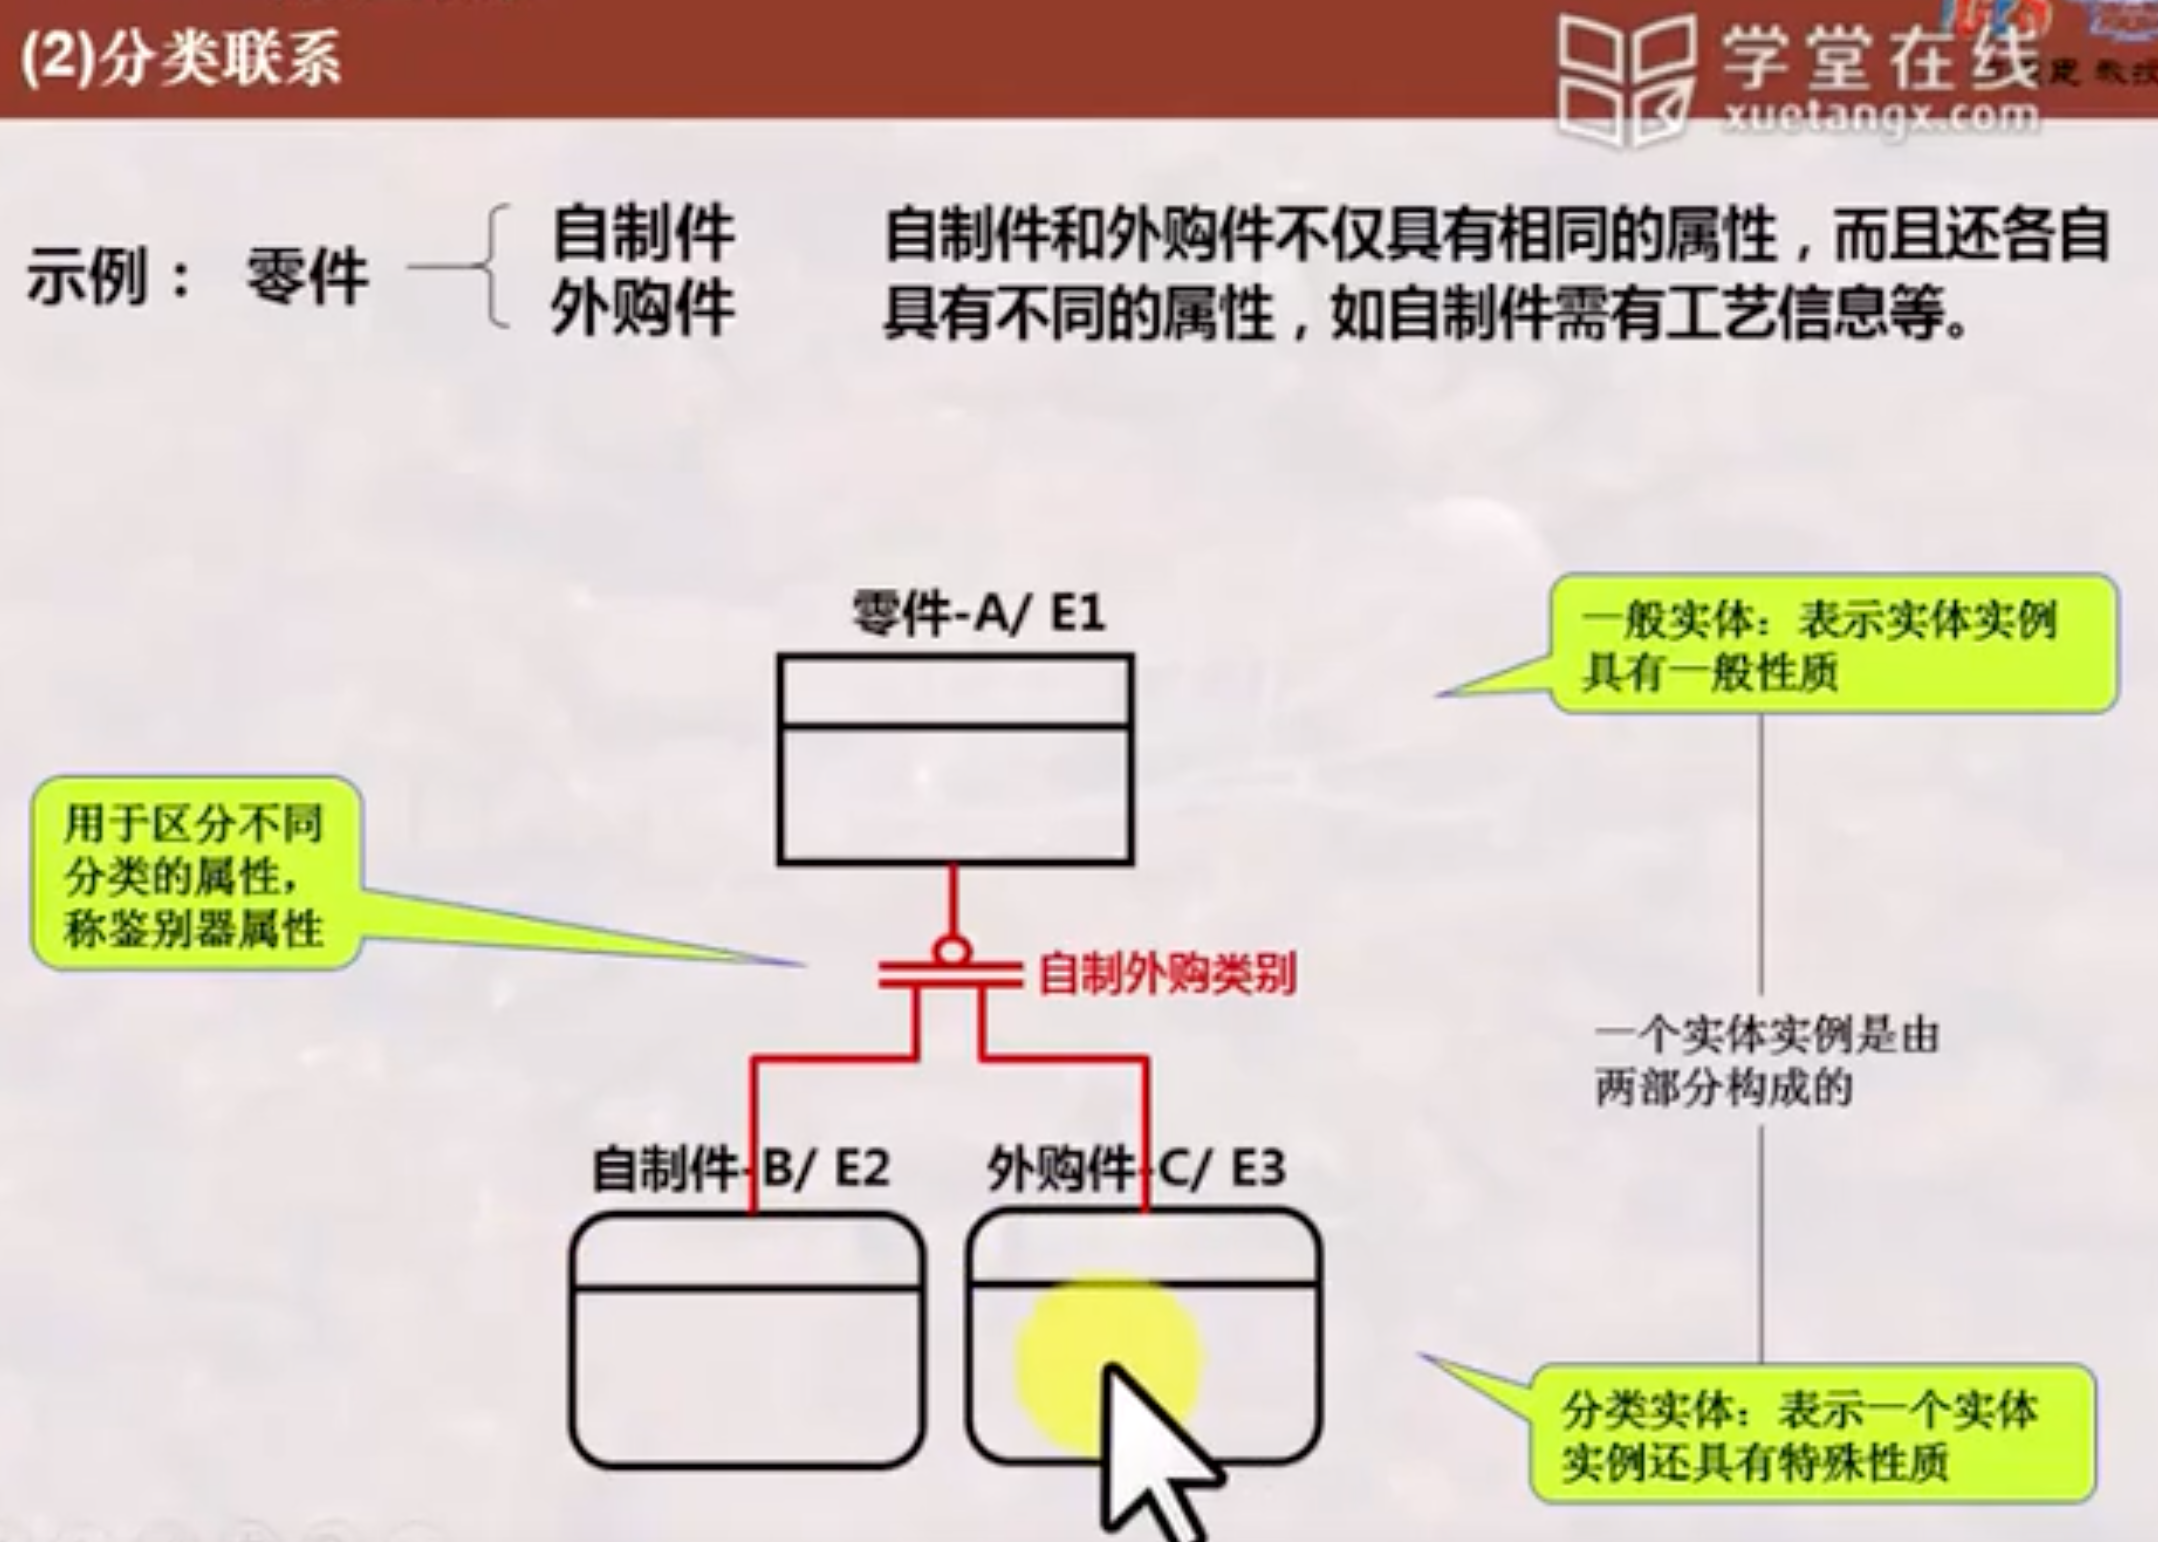 (2)分类联系
学堂在线
xuetangx.com
教授
示例： 零件
自制件
外购件
自制件和外购件不仅具有相同的属性，而且还各自
具有不同的属性，如自制件需有工艺信息等。
零件-A/ E1
一般实体：表示实体实例
具有一般性质
用于区分不同
分类的属性，
称鉴别器属性
自制外购类别
一个实体实例是由
两部分构成的
自制件-B/ E2
外购件-C/ E3
分类实体：表示一个实体
实例还具有特殊性质